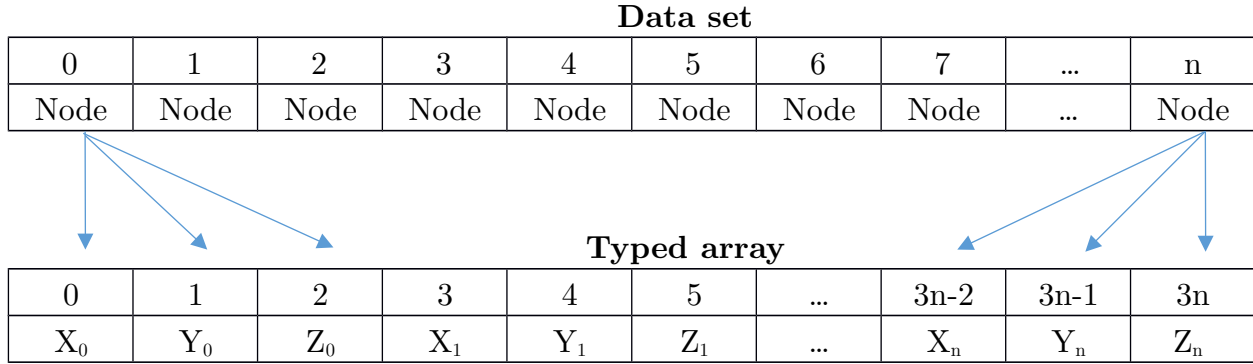 Data set
0 1 2 3 4 5 6 7 … n
Node Node Node Node Node Node Node Node … Node
Typed array
0 1 2 3 4 5 … 3n-2 3n-1 3n
X₀ Y₀ Z₀ X₁ Y₁ Z₁ … Xₙ Yₙ Zₙ